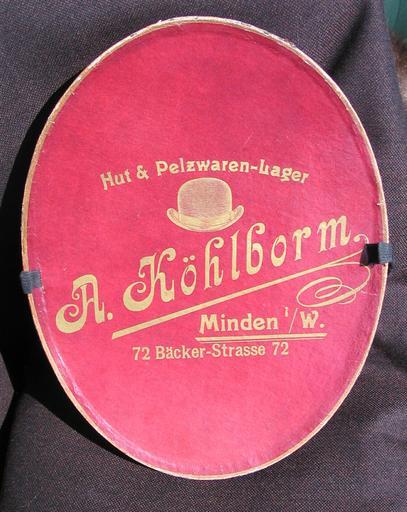 Hut & Pelzwaren-Lager
A. Köhlborm,
Minden i/W.
72 Bäcker-Strasse 72